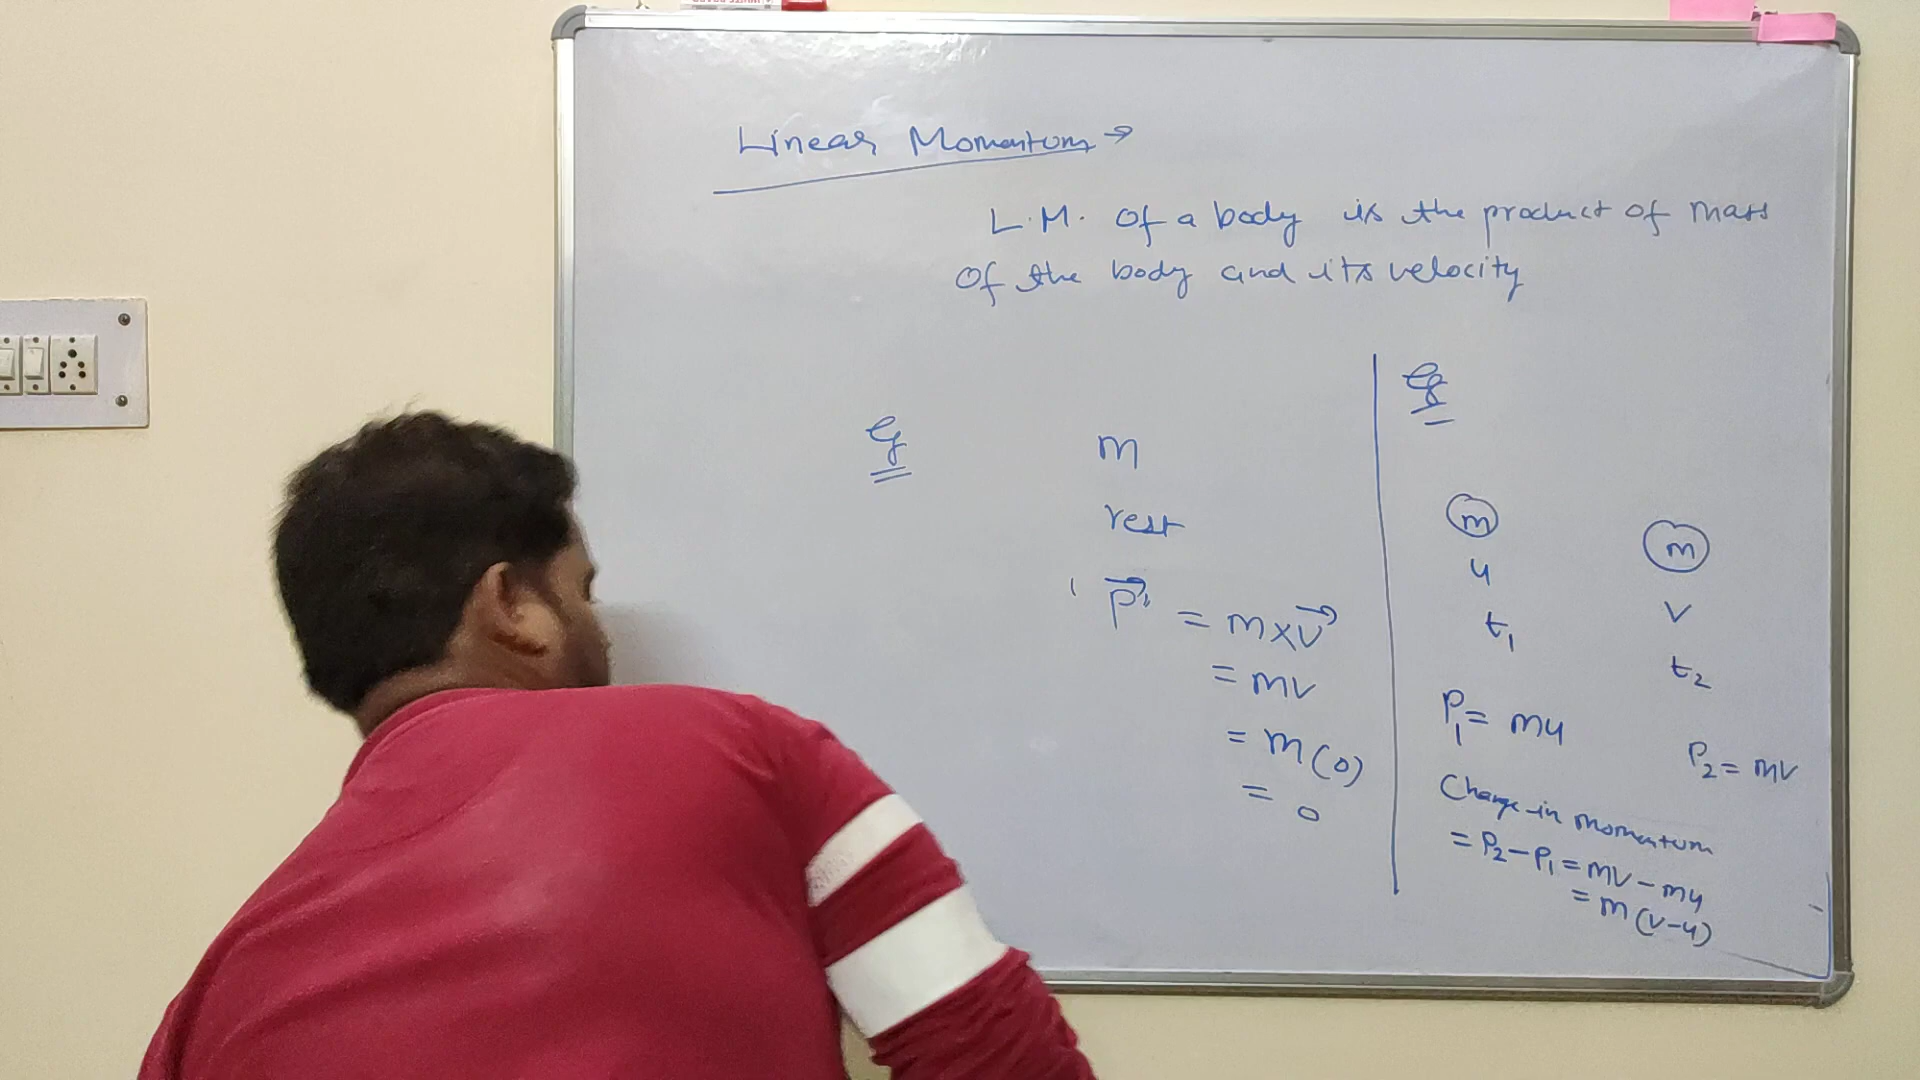 Linear Momentum →
L.M. Of a body is the product of mass
Of the body and its velocity
Eg
m
rest
P⃗ = m×v⃗
= mv
= m(0)
= 0
Eg
m
u
t₁
P₁ = mu
m
v
t₂
P₂ = mv
Change in momentum
= P₂ – P₁ = mv – mu
= m(v–u)